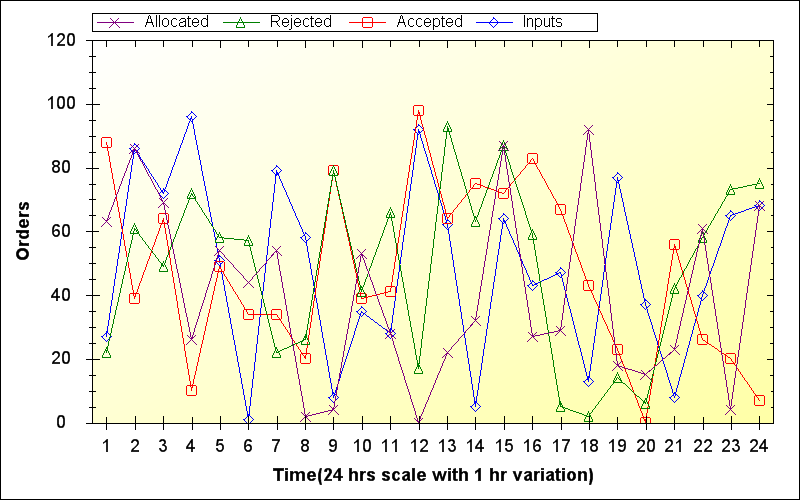 Allocated Rejected Accepted Inputs
120
100
80
60
40
20
0
Orders
1 2 3 4 5 6 7 8 9 10 11 12 13 14 15 16 17 18 19 20 21 22 23 24
Time(24 hrs scale with 1 hr variation)